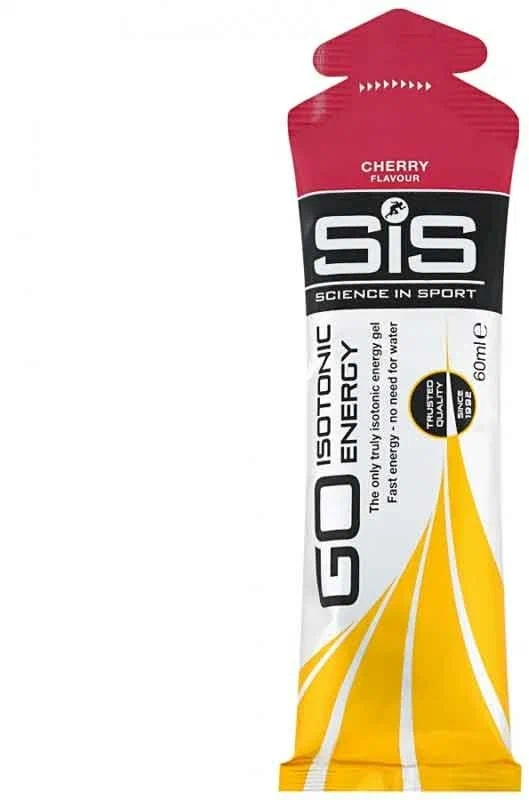 CHERRY
FLAVOUR
SiS
SCIENCE IN SPORT
GO ISOTONIC
ENERGY
The only truly isotonic energy gel
Fast energy - no need for water
60ml e
TRUSTED
QUALITY
SINCE
1992